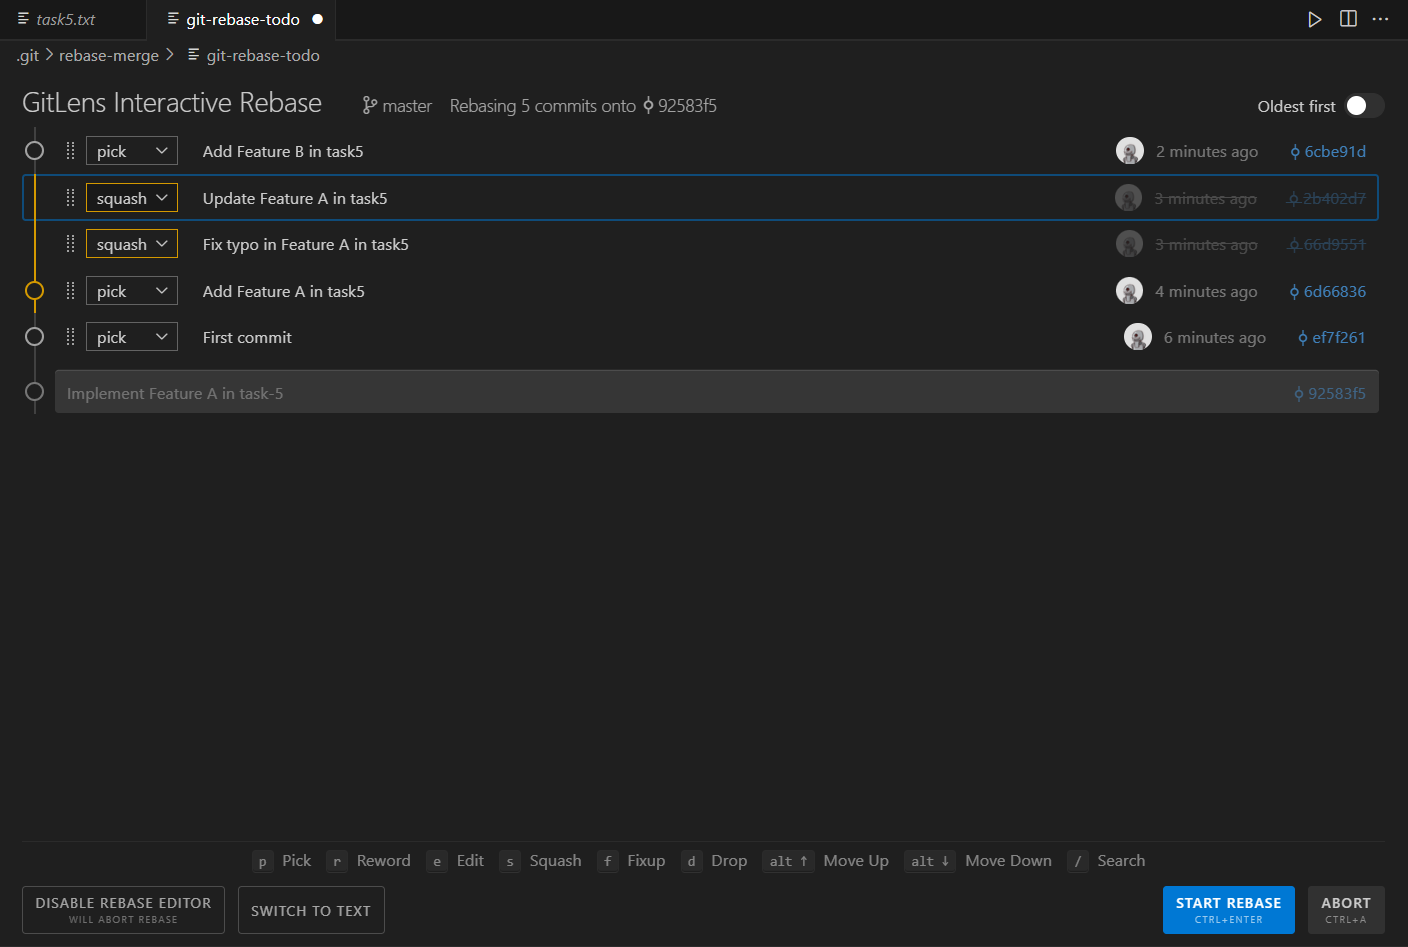 task5.txt git-rebase-todo
.git rebase-merge git-rebase-todo
GitLens Interactive Rebase master Rebasing 5 commits onto 92583f5 Oldest first
pick Add Feature B in task5 2 minutes ago 6cbe91d
squash Update Feature A in task5 3 minutes ago 2b402d7
squash Fix typo in Feature A in task5 3 minutes ago 66d9551
pick Add Feature A in task5 4 minutes ago 6d66836
pick First commit 6 minutes ago ef7f261
Implement Feature A in task-5 92583f5
p Pick r Reword e Edit s Squash f Fixup d Drop alt ↑ Move Up alt ↓ Move Down / Search
DISABLE REBASE EDITOR SWITCH TO TEXT START REBASE ABORT
WILL ABORT REBASE CTRL+ENTER CTRL+A